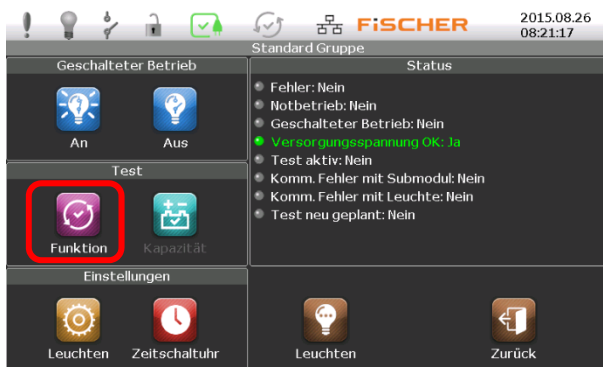 FiSCHER
2015.08.26
08:21:17
Standard Gruppe
Geschalteter Betrieb
An
Aus
Test
Funktion
Kapazität
Einstellungen
Leuchten
Zeitschaltuhr
Status
Fehler: Nein
Notbetrieb: Nein
Geschalteter Betrieb: Nein
Versorgungsspannung OK: Ja
Test aktiv: Nein
Komm. Fehler mit Submodul: Nein
Komm. Fehler mit Leuchte: Nein
Test neu geplant: Nein
Leuchten
Zurück